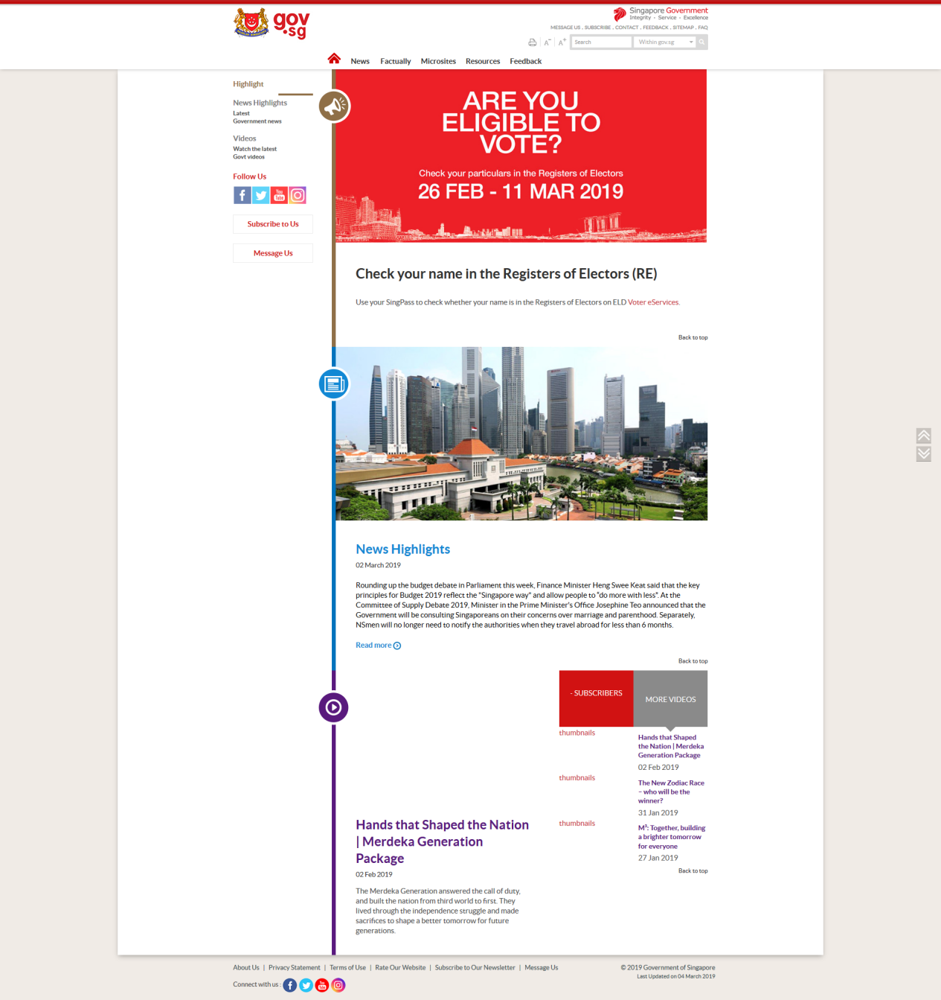 gov
.sg
Singapore Government
Integrity · Service · Excellence
MESSAGE US . SUBSCRIBE . CONTACT . FEEDBACK . SITEMAP . FAQ
A- A+ Search Within gov.sg
News Factually Microsites Resources Feedback
Highlight
News Highlights
Latest
Government news
Videos
Watch the latest
Govt videos
Follow Us
You
Tube
Subscribe to Us
Message Us
ARE YOU
ELIGIBLE TO
VOTE?
Check your particulars in the Registers of Electors
26 FEB - 11 MAR 2019
Check your name in the Registers of Electors (RE)
Use your SingPass to check whether your name is in the Registers of Electors on ELD Voter eServices.
Back to top
News Highlights
02 March 2019
Rounding up the budget debate in Parliament this week, Finance Minister Heng Swee Keat said that the key
principles for Budget 2019 reflect the "Singapore way" and allow people to "do more with less". At the
Committee of Supply Debate 2019, Minister in the Prime Minister's Office Josephine Teo announced that the
Government will be consulting Singaporeans on their concerns over marriage and parenthood. Separately,
NSmen will no longer need to notify the authorities when they travel abroad for less than 6 months.
Read more
Back to top
- SUBSCRIBERS
MORE VIDEOS
thumbnails
Hands that Shaped
the Nation | Merdeka
Generation Package
02 Feb 2019
thumbnails
The New Zodiac Race
– who will be the
winner?
31 Jan 2019
thumbnails
M³: Together, building
a brighter tomorrow
for everyone
27 Jan 2019
Back to top
Hands that Shaped the Nation
| Merdeka Generation
Package
02 Feb 2019
The Merdeka Generation answered the call of duty,
and built the nation from third world to first. They
lived through the independence struggle and made
sacrifices to shape a better tomorrow for future
generations.
About Us | Privacy Statement | Terms of Use | Rate Our Website | Subscribe to Our Newsletter | Message Us
© 2019 Government of Singapore
Last Updated on 04 March 2019
Connect with us :